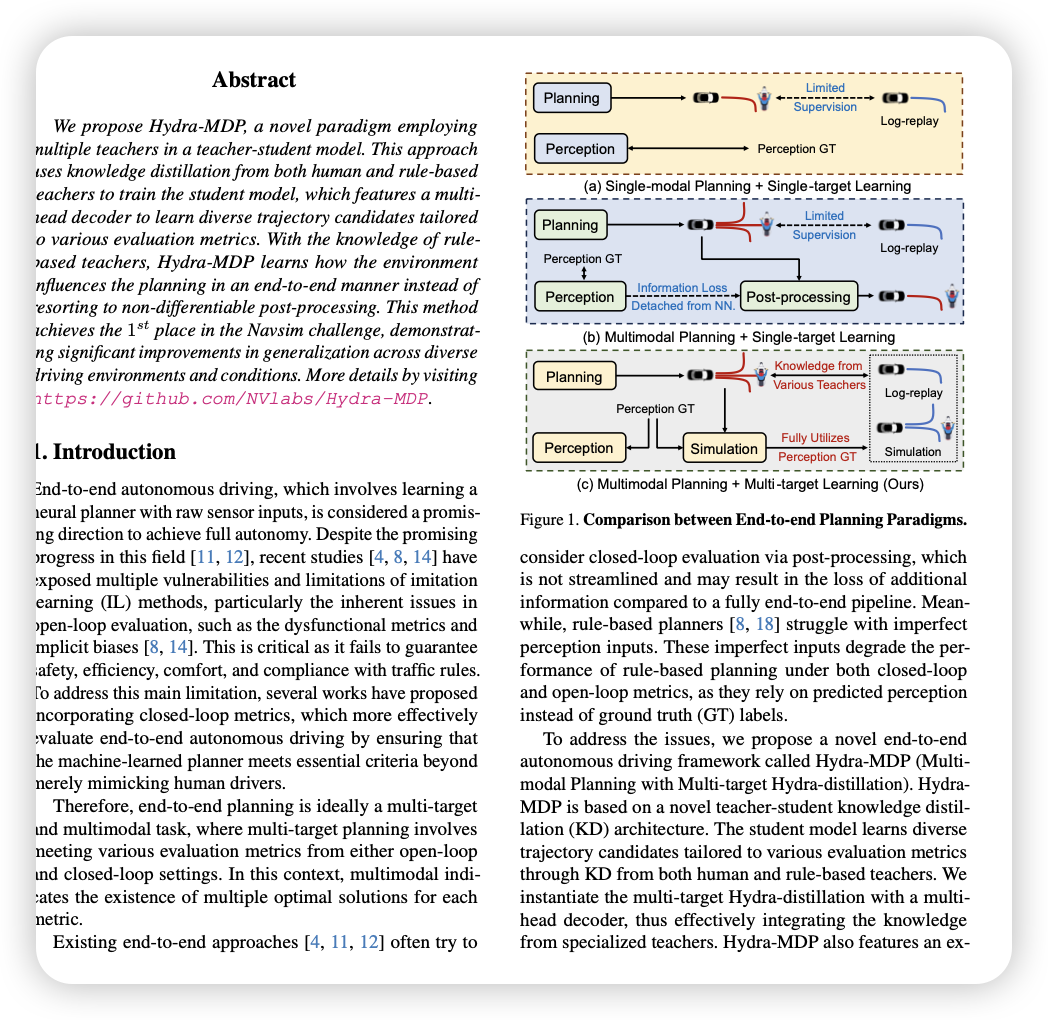 Abstract
We propose Hydra-MDP, a novel paradigm employing
multiple teachers in a teacher-student model. This approach
uses knowledge distillation from both human and rule-based
eachers to train the student model, which features a multi-
head decoder to learn diverse trajectory candidates tailored
o various evaluation metrics. With the knowledge of rule-
based teachers, Hydra-MDP learns how the environment
nfluences the planning in an end-to-end manner instead of
resorting to non-differentiable post-processing. This method
achieves the 1st place in the Navsim challenge, demonstrat-
ng significant improvements in generalization across diverse
driving environments and conditions. More details by visiting
https://github.com/NVlabs/Hydra-MDP.
1. Introduction
End-to-end autonomous driving, which involves learning a
neural planner with raw sensor inputs, is considered a promis-
ng direction to achieve full autonomy. Despite the promising
progress in this field [11, 12], recent studies [4, 8, 14] have
exposed multiple vulnerabilities and limitations of imitation
earning (IL) methods, particularly the inherent issues in
open-loop evaluation, such as the dysfunctional metrics and
mplicit biases [8, 14]. This is critical as it fails to guarantee
safety, efficiency, comfort, and compliance with traffic rules.
To address this main limitation, several works have proposed
ncorporating closed-loop metrics, which more effectively
evaluate end-to-end autonomous driving by ensuring that
he machine-learned planner meets essential criteria beyond
merely mimicking human drivers.
Therefore, end-to-end planning is ideally a multi-target
and multimodal task, where multi-target planning involves
meeting various evaluation metrics from either open-loop
and closed-loop settings. In this context, multimodal indi-
cates the existence of multiple optimal solutions for each
metric.
Existing end-to-end approaches [4, 11, 12] often try to
Planning
Limited
Supervision
Log-replay
Perception
Perception GT
(a) Single-modal Planning + Single-target Learning
Planning
Limited
Supervision
Log-replay
Perception GT
Perception
Information Loss
Detached from NN.
Post-processing
(b) Multimodal Planning + Single-target Learning
Planning
Knowledge from
Various Teachers
Log-replay
Perception GT
Perception
Simulation
Fully Utilizes
Perception GT
Simulation
(c) Multimodal Planning + Multi-target Learning (Ours)
Figure 1. Comparison between End-to-end Planning Paradigms.
consider closed-loop evaluation via post-processing, which
is not streamlined and may result in the loss of additional
information compared to a fully end-to-end pipeline. Mean-
while, rule-based planners [8, 18] struggle with imperfect
perception inputs. These imperfect inputs degrade the per-
formance of rule-based planning under both closed-loop
and open-loop metrics, as they rely on predicted perception
instead of ground truth (GT) labels.
To address the issues, we propose a novel end-to-end
autonomous driving framework called Hydra-MDP (Multi-
modal Planning with Multi-target Hydra-distillation). Hydra-
MDP is based on a novel teacher-student knowledge distil-
lation (KD) architecture. The student model learns diverse
trajectory candidates tailored to various evaluation metrics
through KD from both human and rule-based teachers. We
instantiate the multi-target Hydra-distillation with a multi-
head decoder, thus effectively integrating the knowledge
from specialized teachers. Hydra-MDP also features an ex-